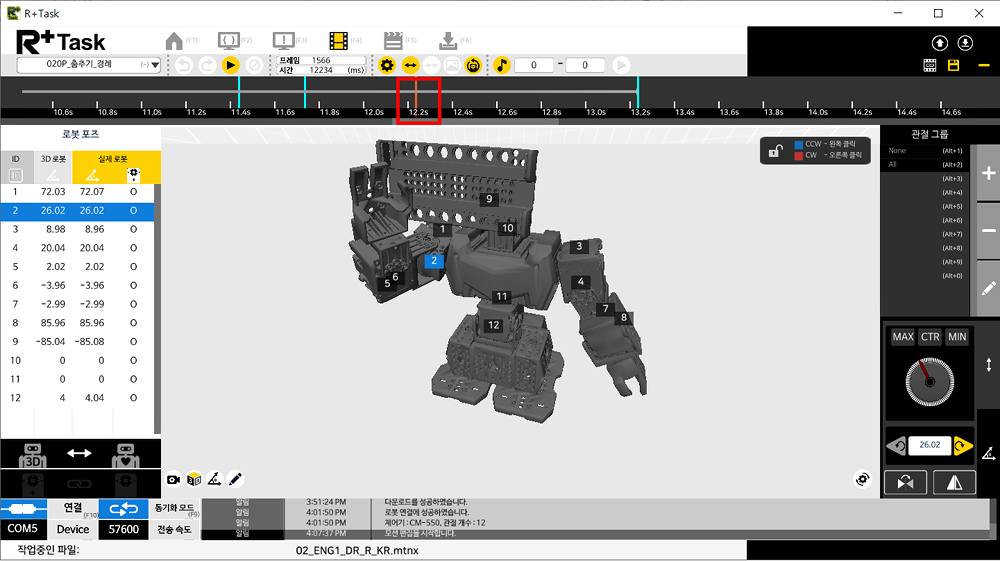 R+Task
R+Task
(F1) (F2) (F3) (F4) (F5) (F6)
020P_춤추기_경례 (-)
프레임 1566
시간 12234 (ms)
0 - 0
10.6s 10.8s 11.0s 11.2s 11.4s 11.6s 11.8s 12.0s 12.2s 12.4s 12.6s 12.8s 13.0s 13.2s 13.4s 13.6s 13.8s 14.0s 14.2s 14.4s 14.6s
로봇 포즈
ID 3D 로봇 실제 로봇
1 72.03 72.07 O
2 26.02 26.02 O
3 8.98 8.96 O
4 20.04 20.04 O
5 2.02 2.02 O
6 -3.96 -3.96 O
7 -2.99 -2.99 O
8 85.96 85.96 O
9 -85.04 -85.08 O
10 0 0 O
11 0 0 O
12 4 4.04 O
3D
9
1
10
2
3
6
5
4
11
7
8
12
3D
CCW - 왼쪽 클릭
CW - 오른쪽 클릭
관절 그룹
None (Alt+1)
All (Alt+2)
(Alt+3)
(Alt+4)
(Alt+5)
(Alt+6)
(Alt+7)
(Alt+8)
(Alt+9)
(Alt+0)
MAX CTR MIN
26.02
연결 (F10)
동기화 모드 (F9)
COM5 Device 57600 전송 속도
알림 3:51:24 PM 다운로드를 성공하였습니다.
알림 4:01:50 PM 로봇 연결에 성공하였습니다.
알림 4:01:50 PM 제어기 : CM-550, 관절 개수 : 12
알림 4:07:37 PM 모션 편집을 시작합니다.
작업중인 파일: 02_ENG1_DR_R_KR.mtnx